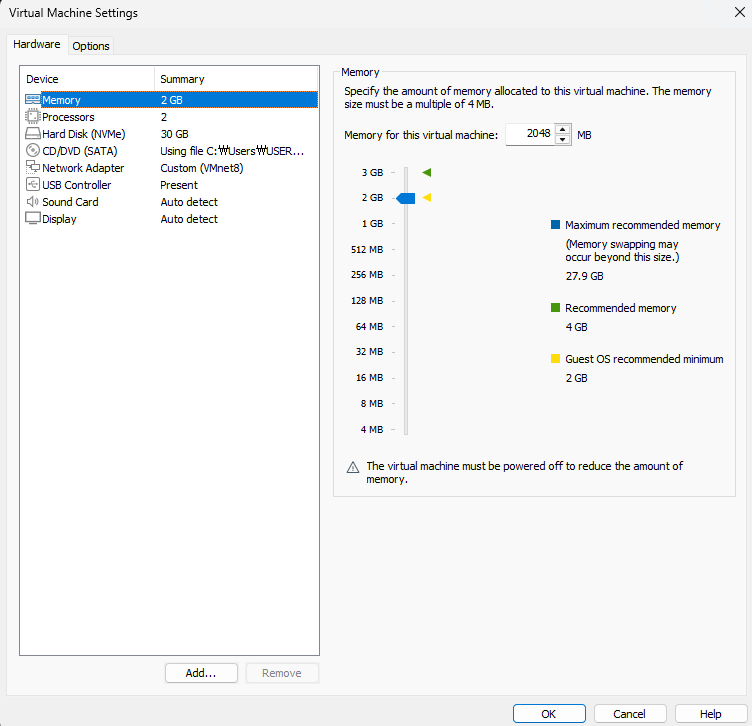 Virtual Machine Settings
Hardware Options
Device Summary
Memory 2 GB
Processors 2
Hard Disk (NVMe) 30 GB
CD/DVD (SATA) Using file C:₩Users₩USER...
Network Adapter Custom (VMnet8)
USB Controller Present
Sound Card Auto detect
Display Auto detect
Add... Remove
Memory
Specify the amount of memory allocated to this virtual machine. The memory
size must be a multiple of 4 MB.
Memory for this virtual machine: 2048 MB
3 GB
2 GB
1 GB
512 MB
256 MB
128 MB
64 MB
32 MB
16 MB
8 MB
4 MB
Maximum recommended memory
(Memory swapping may
occur beyond this size.)
27.9 GB
Recommended memory
4 GB
Guest OS recommended minimum
2 GB
The virtual machine must be powered off to reduce the amount of
memory.
OK Cancel Help